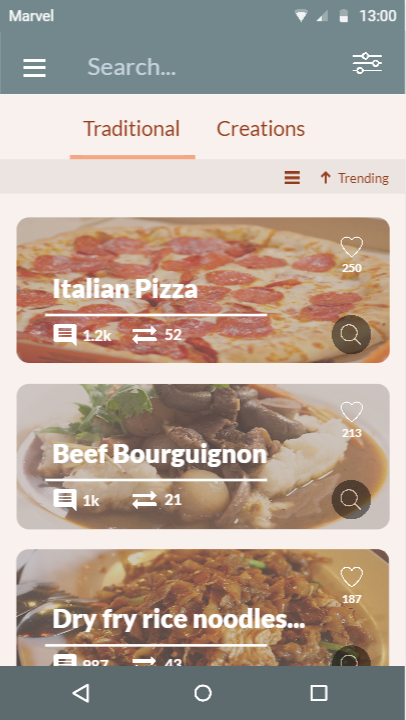 Marvel 13:00
Search...
Traditional Creations
Trending
250
Italian Pizza
1.2k 52
213
Beef Bourguignon
1k 21
187
Dry fry rice noodles...
987 43